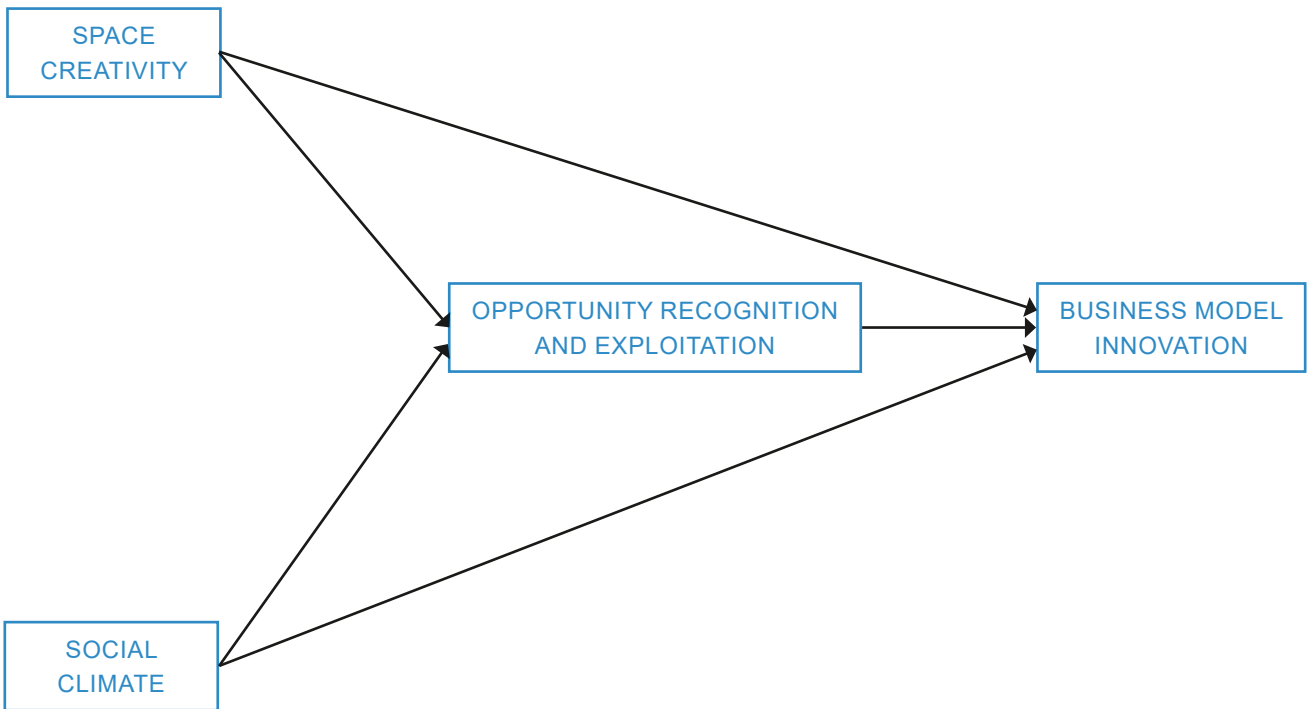 SPACE
CREATIVITY
OPPORTUNITY RECOGNITION
AND EXPLOITATION
BUSINESS MODEL
INNOVATION
SOCIAL
CLIMATE